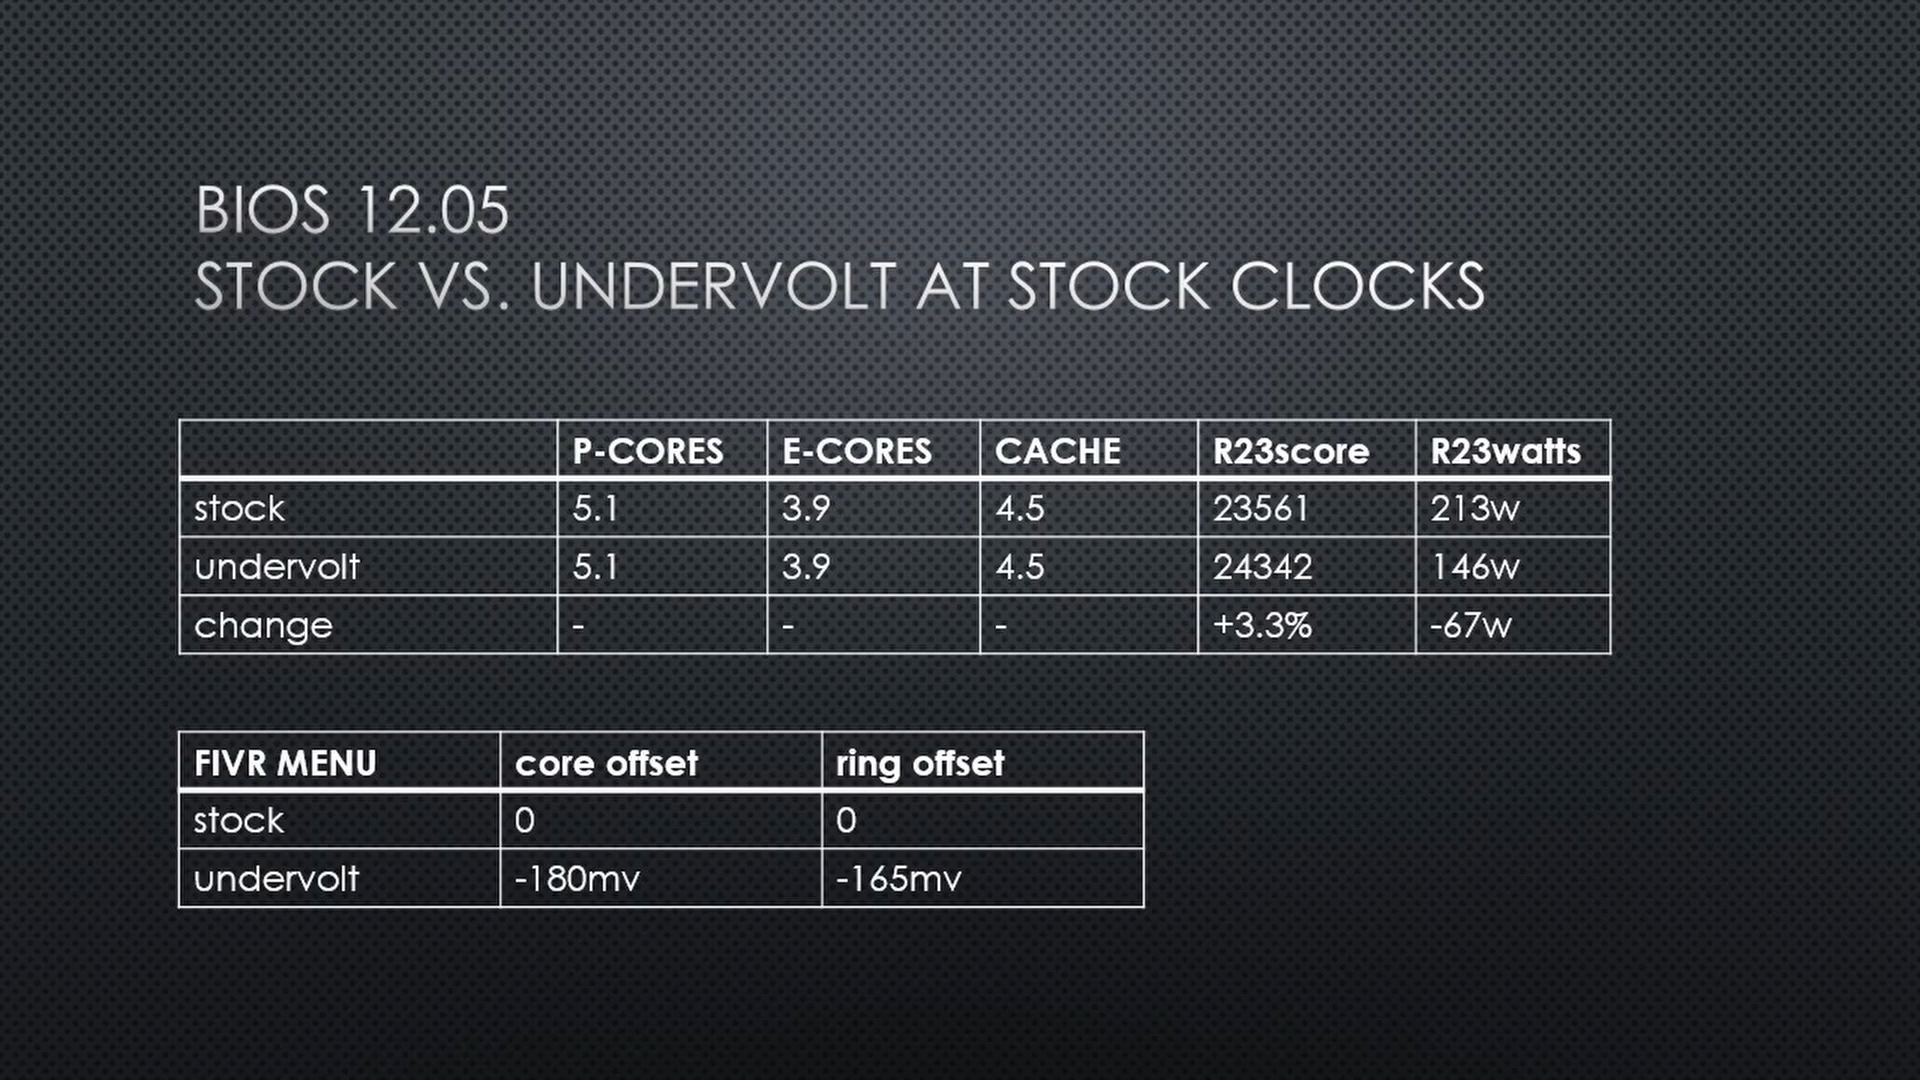 BIOS 12.05
STOCK VS. UNDERVOLT AT STOCK CLOCKS
P-CORES E-CORES CACHE R23score R23watts
stock 5.1 3.9 4.5 23561 213w
undervolt 5.1 3.9 4.5 24342 146w
change - - - +3.3% -67w
FIVR MENU core offset ring offset
stock 0 0
undervolt -180mv -165mv